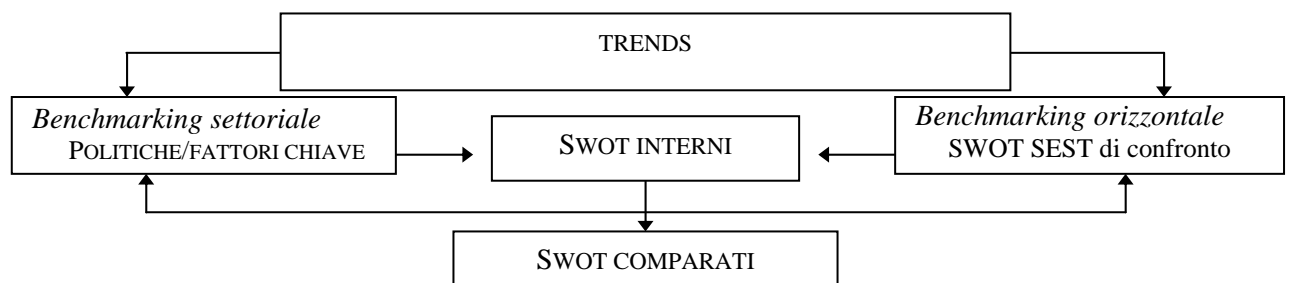 TRENDS
Benchmarking settoriale
POLITICHE/FATTORI CHIAVE
SWOT INTERNI
Benchmarking orizzontale
SWOT SEST di confronto
SWOT COMPARATI